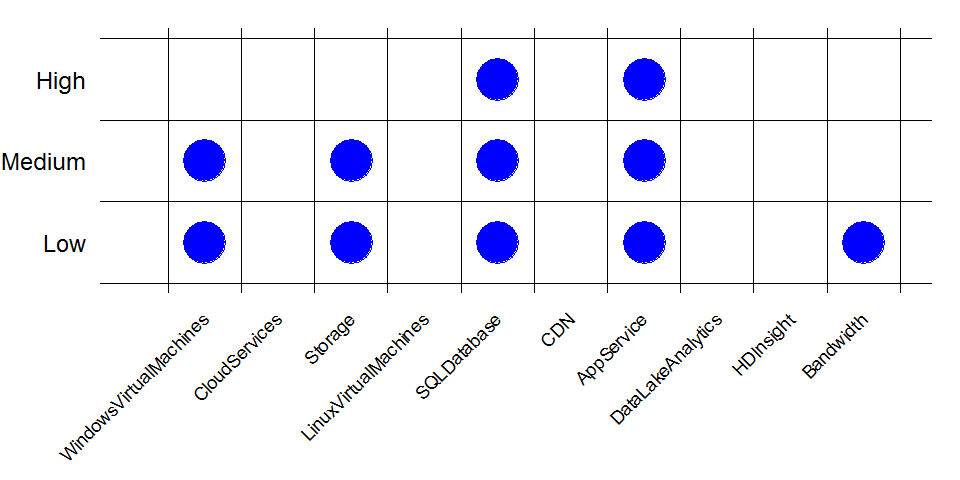 High
Medium
Low
WindowsVirtualMachines
CloudServices
Storage
LinuxVirtualMachines
SQLDatabase
CDN
AppService
DataLakeAnalytics
HDInsight
Bandwidth